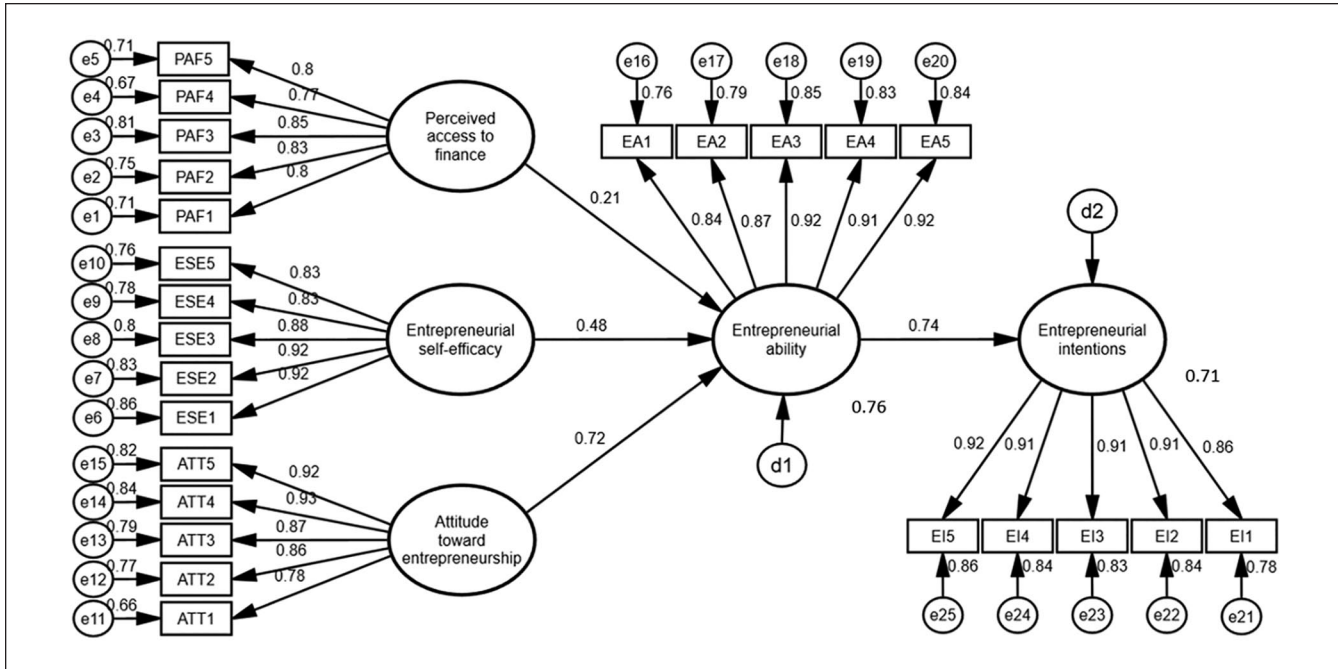 e5 0.71 PAF5 0.8
e4 0.67 PAF4 0.77
e3 0.81 PAF3 0.85
e2 0.75 PAF2 0.83
e1 0.71 PAF1 0.8
Perceived
access to
finance
0.21
e10 0.76 ESE5 0.83
e9 0.78 ESE4 0.83
e8 0.8 ESE3 0.88
e7 0.83 ESE2 0.92
e6 0.86 ESE1 0.92
Entrepreneurial
self-efficacy
0.48
e15 0.82 ATT5 0.92
e14 0.84 ATT4 0.93
e13 0.79 ATT3 0.87
e12 0.77 ATT2 0.86
e11 0.66 ATT1 0.78
Attitude
toward
entrepreneurship
0.72
e16 e17 e18 e19 e20
0.76 0.79 0.85 0.83 0.84
EA1 EA2 EA3 EA4 EA5
0.84 0.87 0.92 0.91 0.92
Entrepreneurial
ability
0.76
d1
0.74
d2
Entrepreneurial
intentions
0.71
0.92 0.91 0.91 0.91 0.86
EI5 EI4 EI3 EI2 EI1
0.86 0.84 0.83 0.84 0.78
e25 e24 e23 e22 e21